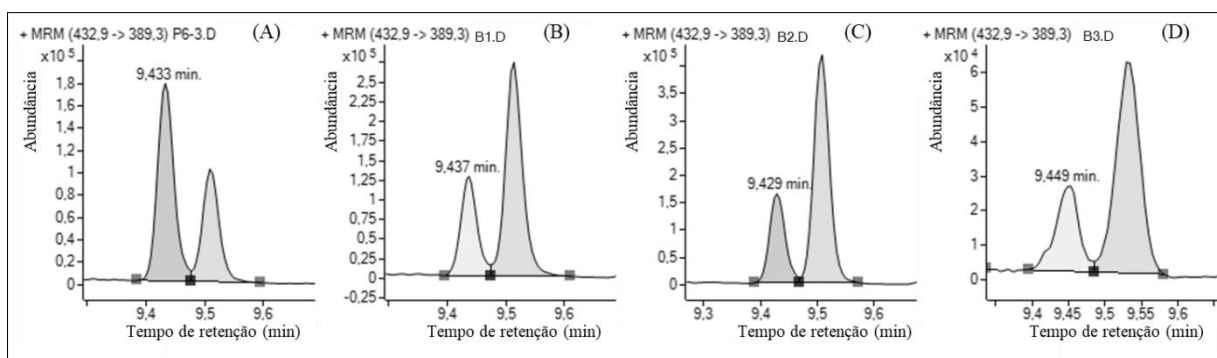 + MRM (432,9 -> 389,3) P6-3.D (A)
x10⁵
Abundância
1,8
1,6
1,4
1,2
1
0,8
0,6
0,4
0,2
0
9,433 min.
9,4 9,5 9,6
Tempo de retenção (min)
+ MRM (432,9 -> 389,3) B1.D (B)
x10⁵
Abundância
2,5
2,25
2
1,75
1,5
1,25
1
0,75
0,5
0,25
0
-0,25
9,437 min.
9,4 9,5 9,6
Tempo de retenção (min)
+ MRM (432,9 -> 389,3) B2.D (C)
x10⁵
Abundância
4
3,5
3
2,5
2
1,5
1
0,5
0
9,429 min.
9,3 9,4 9,5 9,6
Tempo de retenção (min)
+ MRM (432,9 -> 389,3) B3.D (D)
x10⁴
Abundância
6
5
4
3
2
1
0
9,449 min.
9,4 9,45 9,5 9,55 9,6
Tempo de retenção (min)